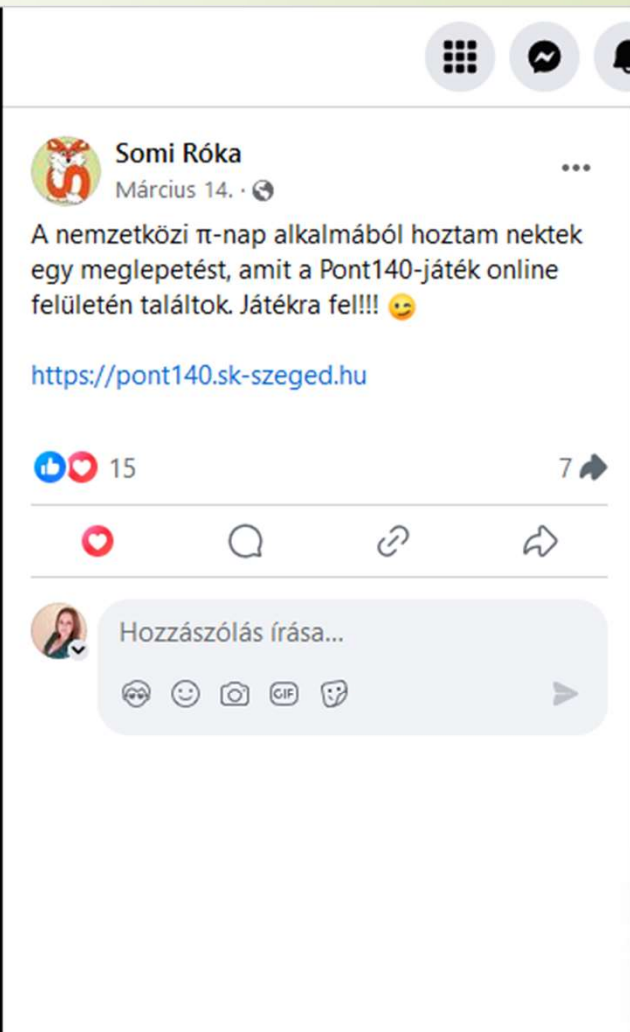 Somi Róka
Március 14. ·
A nemzetközi π-nap alkalmából hoztam nektek
egy meglepetést, amit a Pont140-játék online
felületén találtok. Játékra fel!!! 😉
https://pont140.sk-szeged.hu
15
7
Hozzászólás írása...
GIF